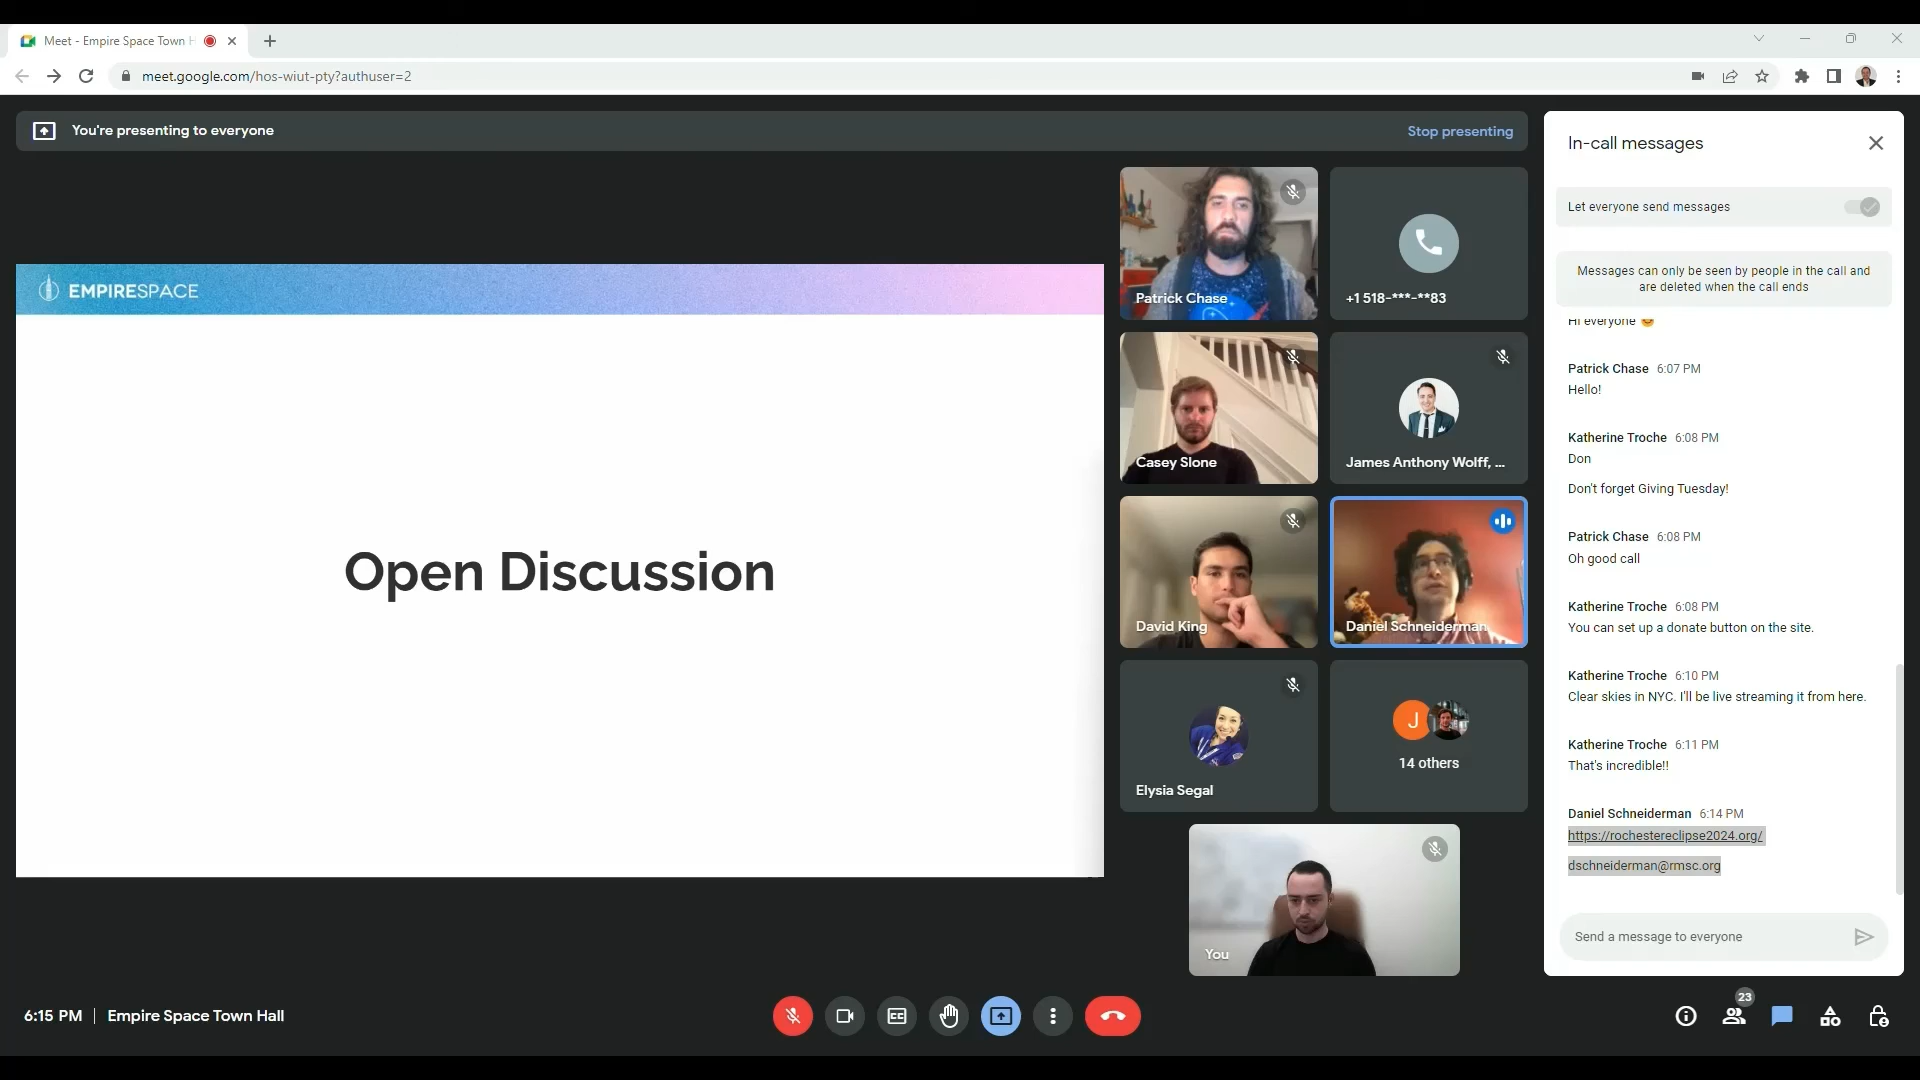 Meet - Empire Space Town H
meet.google.com/hos-wiut-pty?authuser=2
You're presenting to everyone
Stop presenting
EMPIRESPACE
Open Discussion
Patrick Chase
+1 518-***-**83
Casey Slone
James Anthony Wolff, ...
David King
Daniel Schneiderman
Elysia Segal
J
14 others
You
In-call messages
Let everyone send messages
Messages can only be seen by people in the call and
are deleted when the call ends
Hi everyone
Patrick Chase 6:07 PM
Hello!
Katherine Troche 6:08 PM
Don
Don't forget Giving Tuesday!
Patrick Chase 6:08 PM
Oh good call
Katherine Troche 6:08 PM
You can set up a donate button on the site.
Katherine Troche 6:10 PM
Clear skies in NYC. I'll be live streaming it from here.
Katherine Troche 6:11 PM
That's incredible!!
Daniel Schneiderman 6:14 PM
https://rochestereclipse2024.org/
dschneiderman@rmsc.org
Send a message to everyone
6:15 PM | Empire Space Town Hall
CC
23